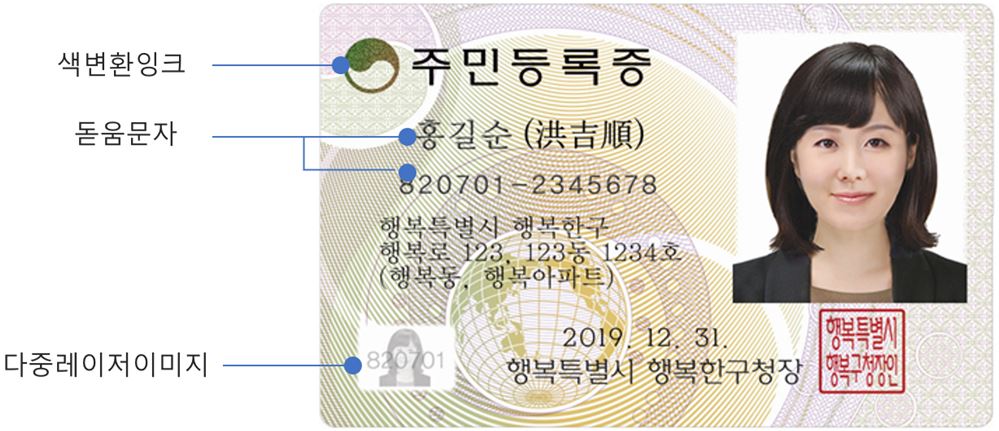 색변환잉크
돋움문자
다중레이저이미지
주민등록증
홍길순 (洪吉順)
820701-2345678
행복특별시 행복한구
행복로 123, 123동 1234호
(행복동, 행복아파트)
820701
2019. 12. 31.
행복특별시 행복한구청장
행복특별시
행복구청장인